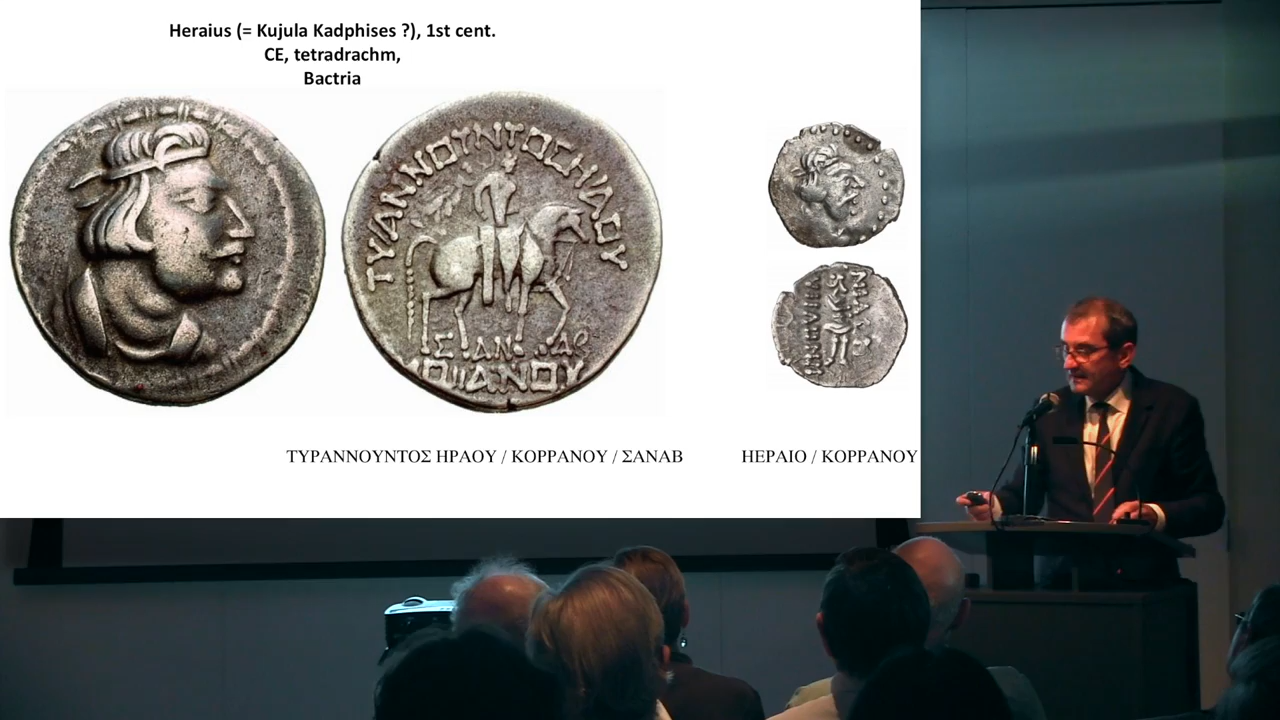 Heraius (= Kujula Kadphises ?), 1st cent.
CE, tetradrachm,
Bactria
ΤΥΡΑΝΝΟΥΝΤΟΣ ΗΡΑΟΥ / ΚΟΡΡΑΝΟΥ / ΣΑΝΑΒ
ΗΕΡΑΙΟ / ΚΟΡΡΑΝΟΥ